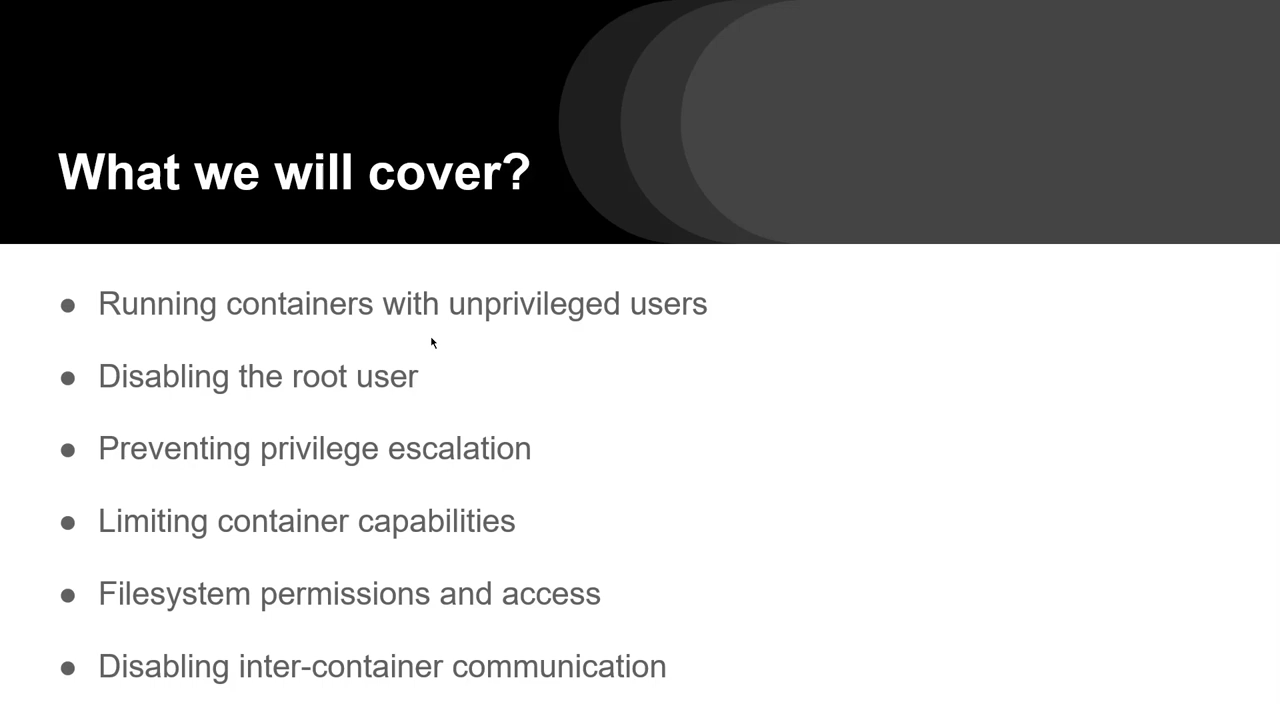 What we will cover?
● Running containers with unprivileged users
● Disabling the root user
● Preventing privilege escalation
● Limiting container capabilities
● Filesystem permissions and access
● Disabling inter-container communication